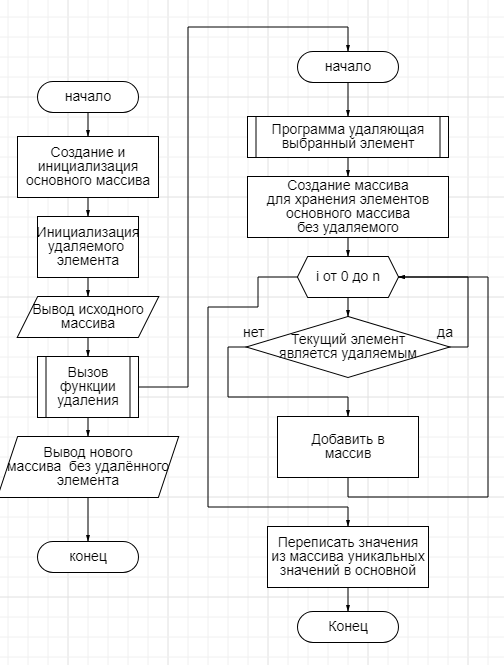 начало
Создание и
инициализация
основного массива
Инициализация
удаляемого
элемента
Вывод исходного
массива
Вызов
функции
удаления
Вывод нового
массива без удалённого
элемента
конец
начало
Программа удаляющая
выбранный элемент
Создание массива
для хранения элементов
основного массива
без удаляемого
i от 0 до n
нет
да
Текущий элемент
является удаляемым
Добавить в
массив
Переписать значения
из массива уникальных
значений в основной
Конец